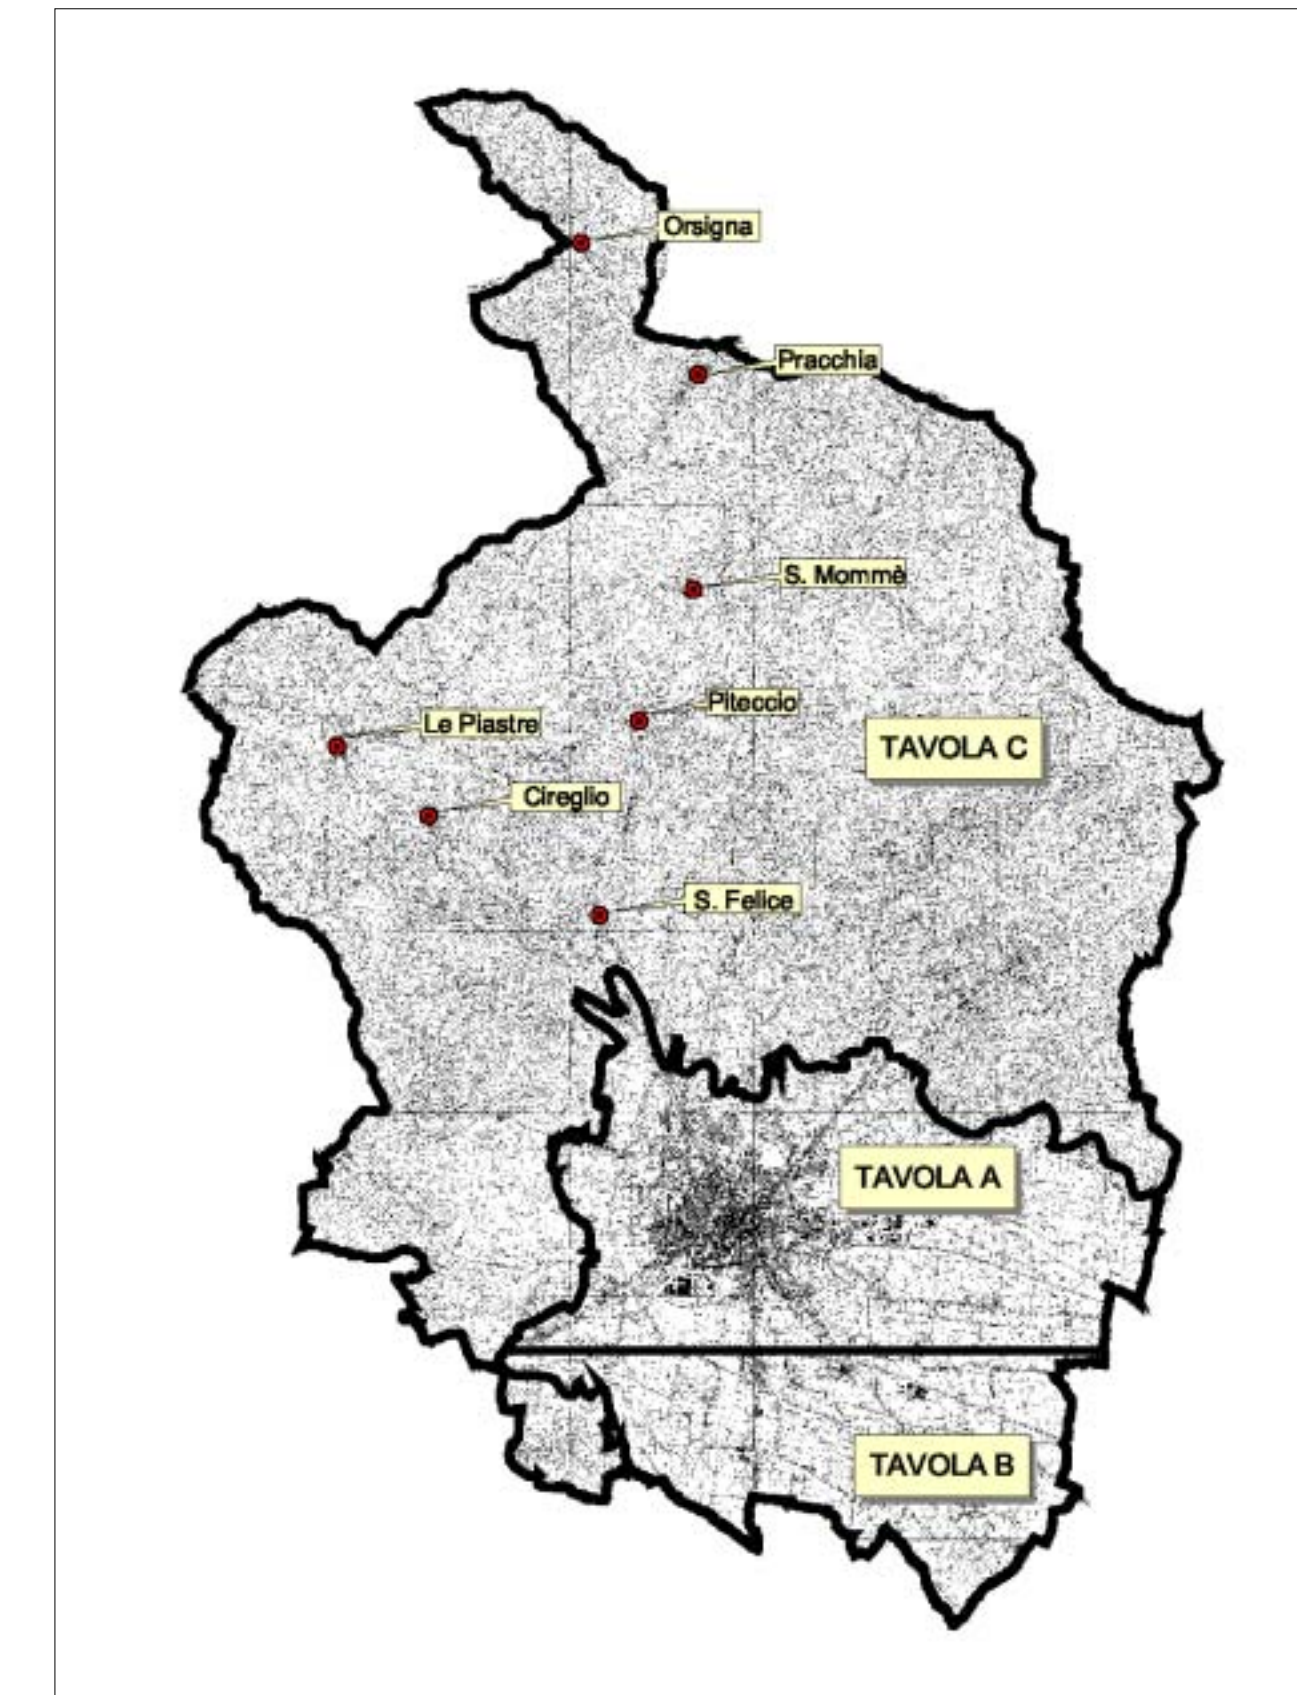 Orsigna
Pracchia
S. Mommè
Piteccio
Le Piastre
TAVOLA C
Cireglio
S. Felice
TAVOLA A
TAVOLA B